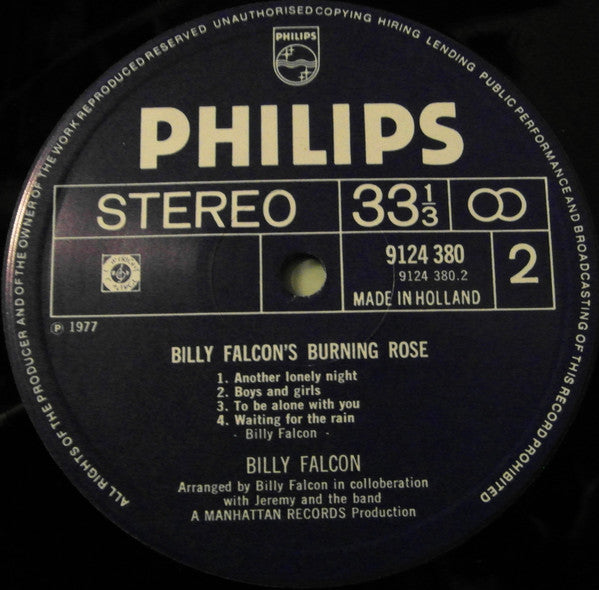 ALL RIGHTS OF THE PRODUCER AND OF THE OWNER OF THE WORK REPRODUCED RESERVED UNAUTHORISED COPYING HIRING LENDING PUBLIC PERFORMANCE AND BROADCASTING OF THIS RECORD PROHIBITED
PHILIPS
PHILIPS
STEREO
33 1/3
9124 380
9124 380.2
MADE IN HOLLAND
2
℗ 1977
BILLY FALCON'S BURNING ROSE
1. Another lonely night
2. Boys and girls
3. To be alone with you
4. Waiting for the rain
- Billy Falcon -
BILLY FALCON
Arranged by Billy Falcon in colloberation
with Jeremy and the band
A MANHATTAN RECORDS Production